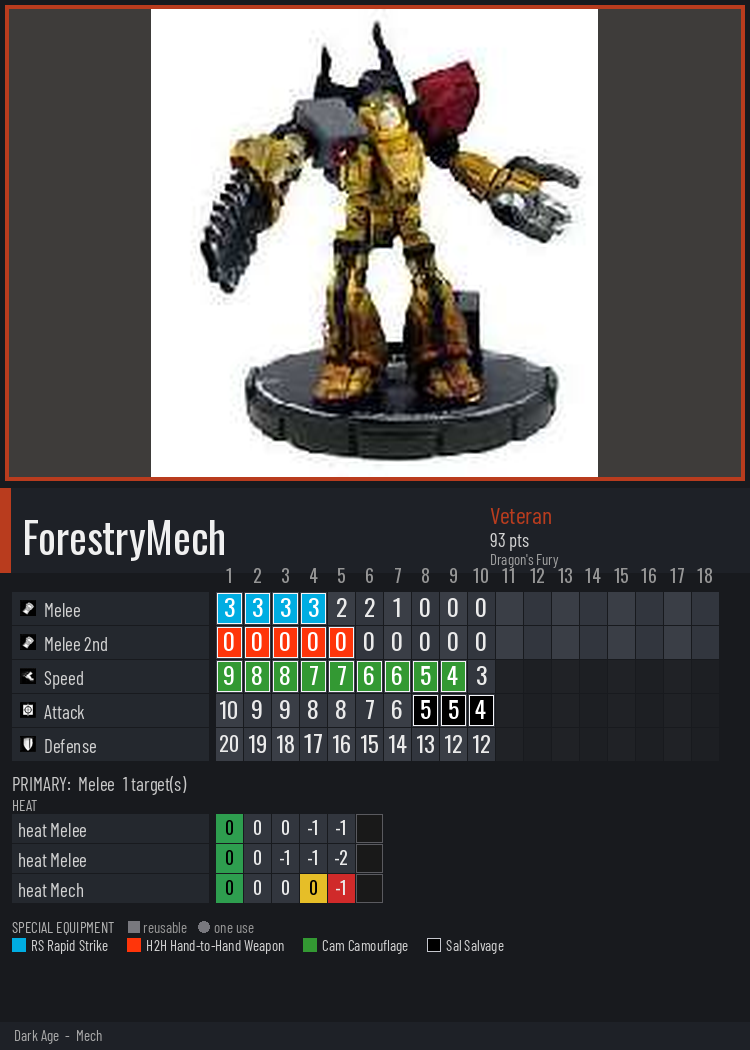 ForestryMech
Veteran
93 pts
Dragon's Fury
1 2 3 4 5 6 7 8 9 10 11 12 13 14 15 16 17 18
Melee 3 3 3 3 2 2 1 0 0 0
Melee 2nd 0 0 0 0 0 0 0 0 0 0
Speed 9 8 8 7 7 6 6 5 4 3
Attack 10 9 9 8 8 7 6 5 5 4
Defense 20 19 18 17 16 15 14 13 12 12
PRIMARY: Melee 1 target(s)
HEAT
heat Melee 0 0 0 -1 -1
heat Melee 0 0 -1 -1 -2
heat Mech 0 0 0 0 -1
SPECIAL EQUIPMENT reusable one use
RS Rapid Strike H2H Hand-to-Hand Weapon Cam Camouflage Sal Salvage
Dark Age - Mech